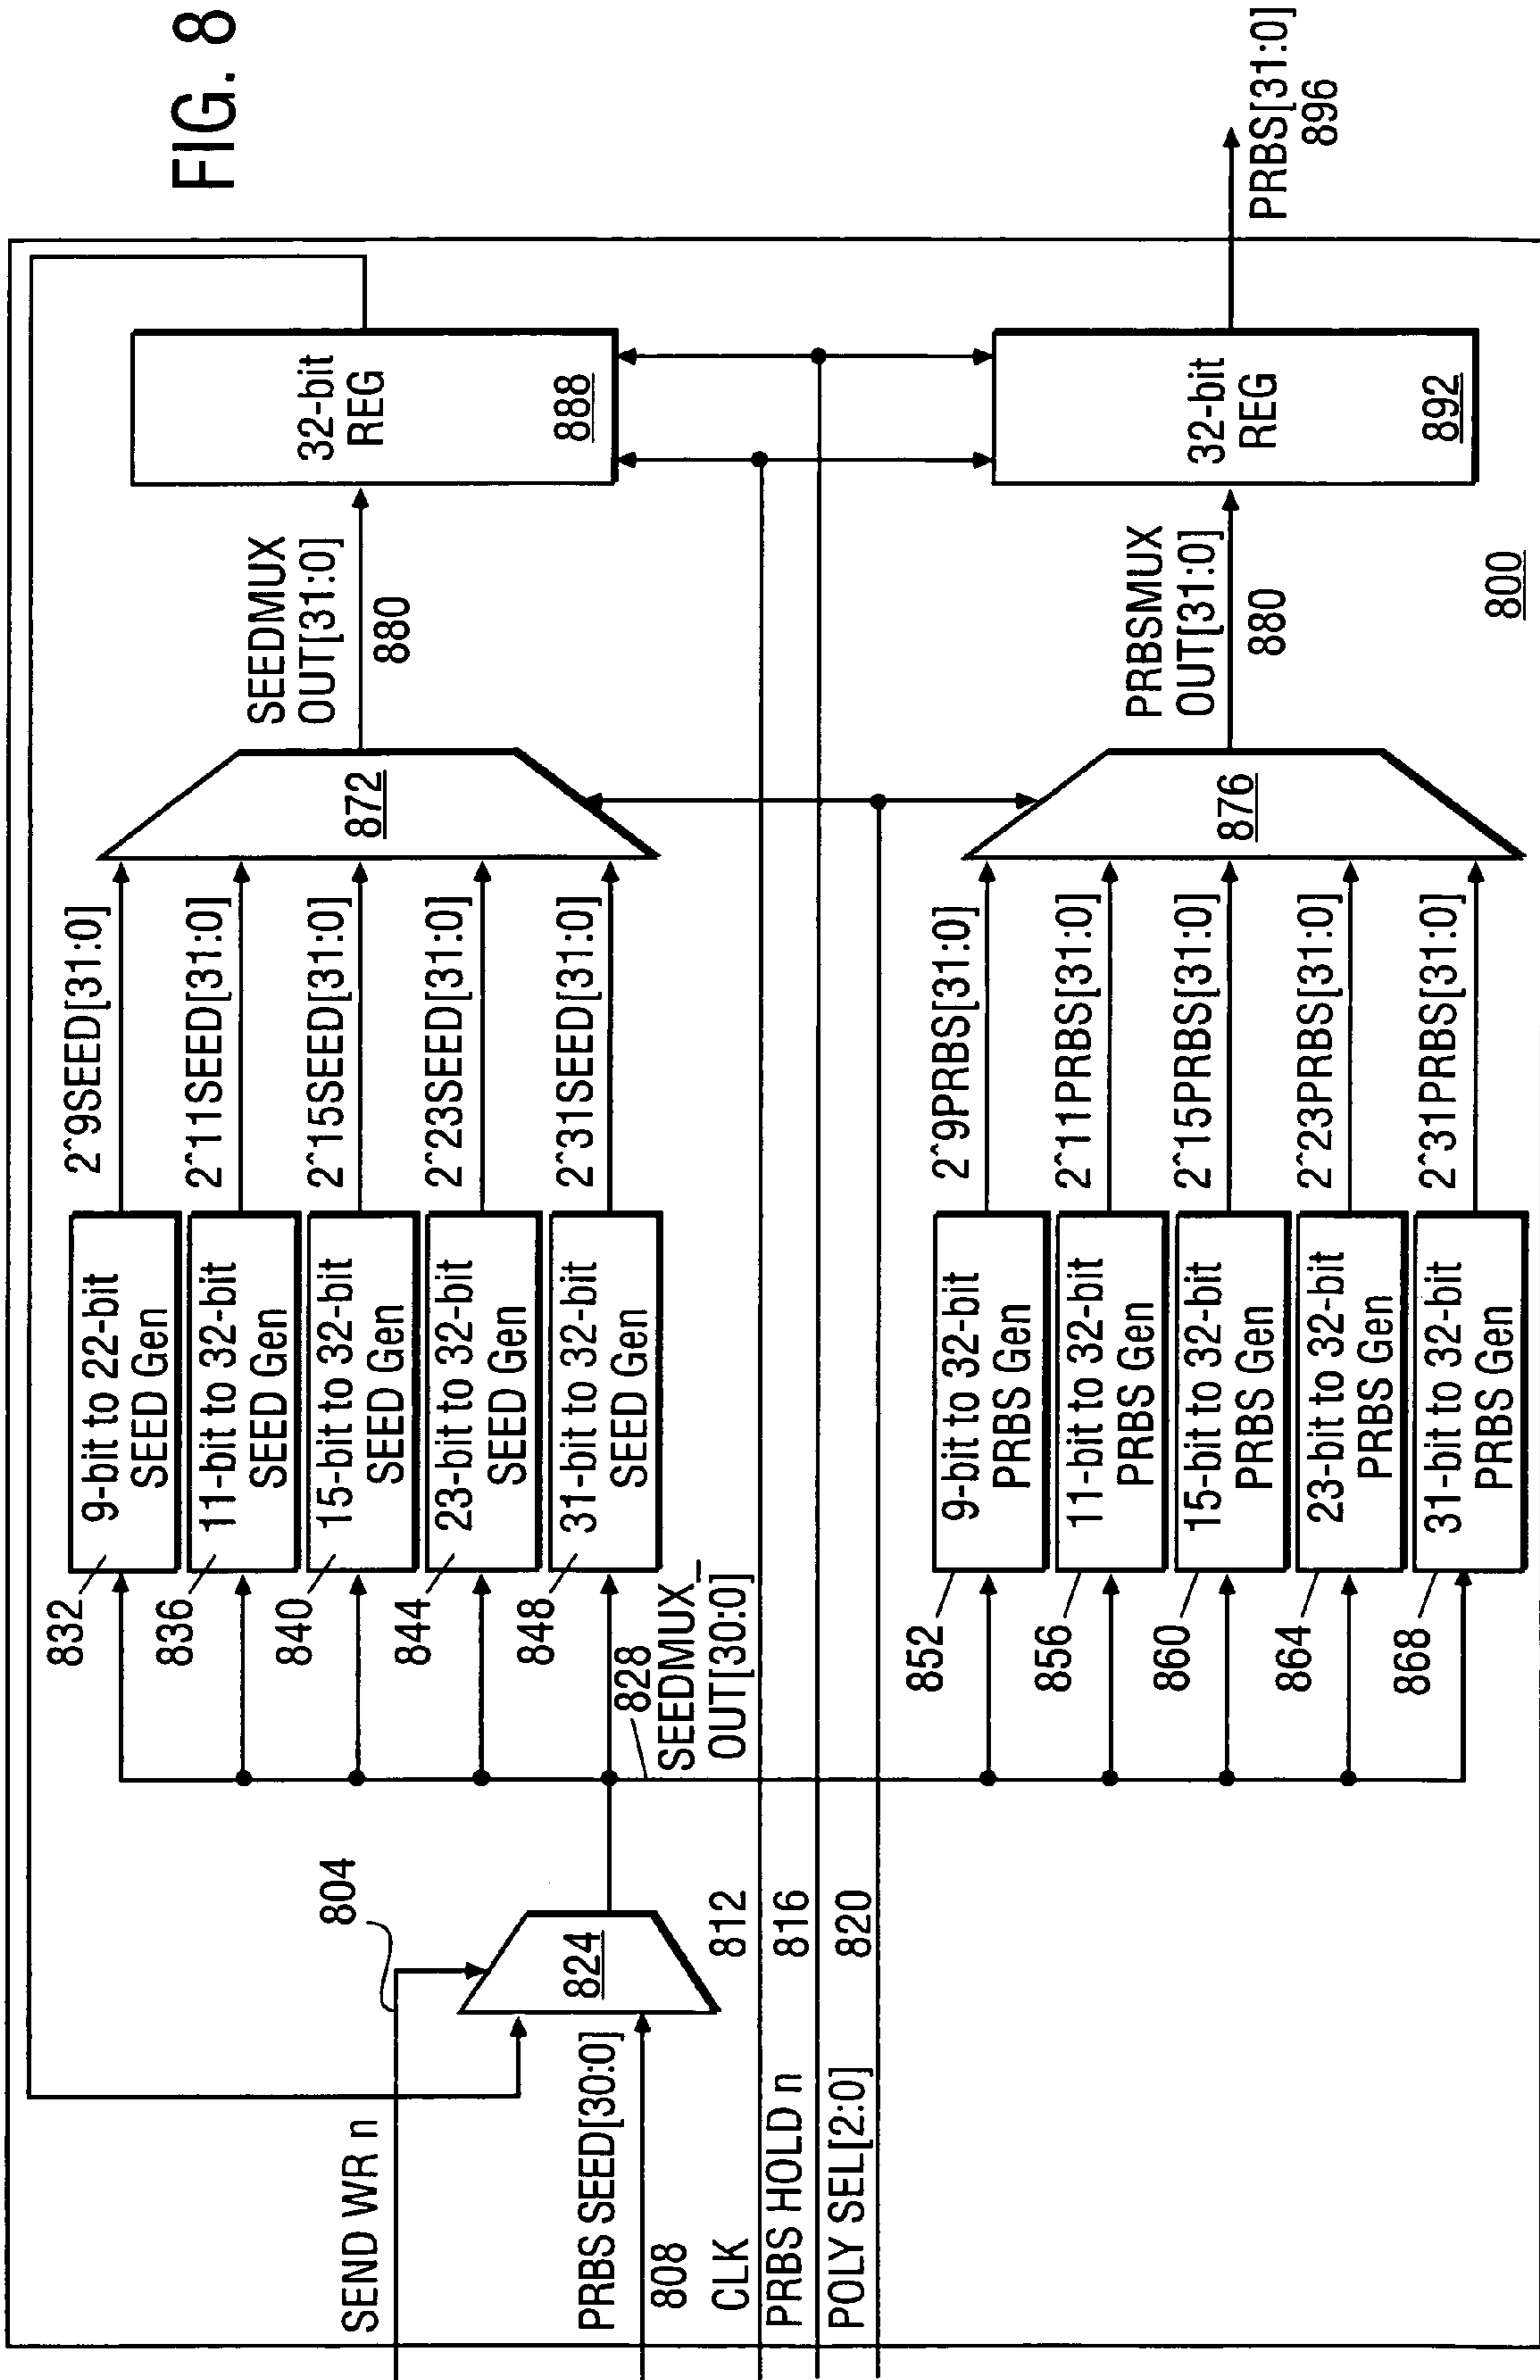 FIG. 8
SEND WR n
804
PRBS SEED[30:0]
808
824
CLK
812
PRBS HOLD n
816
POLY SEL[2:0]
820
828
SEEDMUX_
OUT[30:0]
832
9-bit to 22-bit
SEED Gen
2^9SEED[31:0]
836
11-bit to 32-bit
SEED Gen
2^11SEED[31:0]
840
15-bit to 32-bit
SEED Gen
2^15SEED[31:0]
844
23-bit to 32-bit
SEED Gen
2^23SEED[31:0]
848
31-bit to 32-bit
SEED Gen
2^31SEED[31:0]
872
SEEDMUX
OUT[31:0]
880
32-bit
REG
888
852
9-bit to 32-bit
PRBS Gen
2^9PRBS[31:0]
856
11-bit to 32-bit
PRBS Gen
2^11PRBS[31:0]
860
15-bit to 32-bit
PRBS Gen
2^15PRBS[31:0]
864
23-bit to 32-bit
PRBS Gen
2^23PRBS[31:0]
868
31-bit to 32-bit
PRBS Gen
2^31PRBS[31:0]
876
PRBSMUX
OUT[31:0]
880
32-bit
REG
892
PRBS[31:0]
896
800